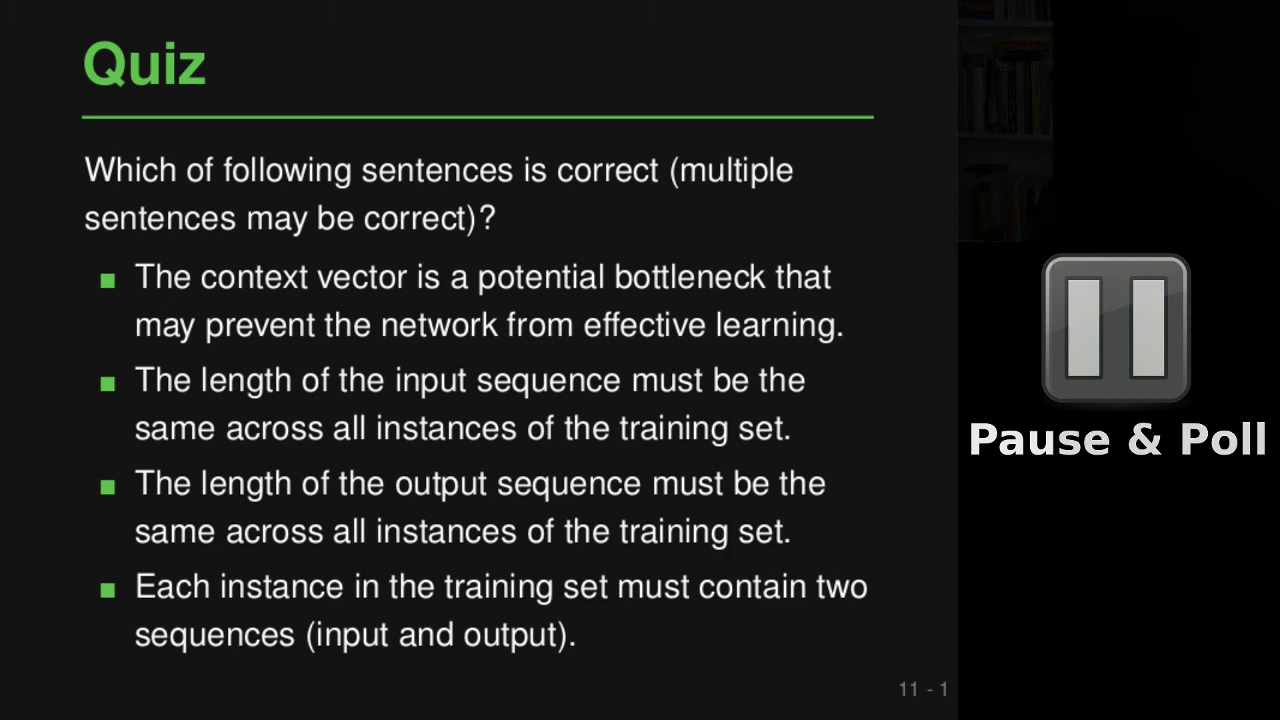 Quiz
Which of following sentences is correct (multiple
sentences may be correct)?
■ The context vector is a potential bottleneck that
may prevent the network from effective learning.
■ The length of the input sequence must be the
same across all instances of the training set.
■ The length of the output sequence must be the
same across all instances of the training set.
■ Each instance in the training set must contain two
sequences (input and output).
11 - 1
Pause & Poll